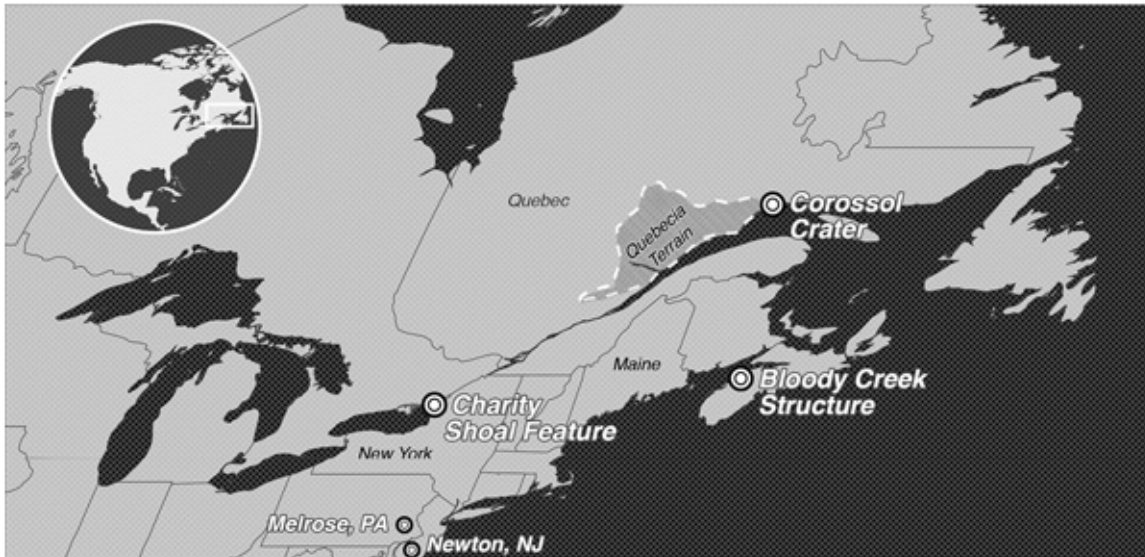 Quebec
Quebecia
Terrain
Corossol
Crater
Maine
Bloody Creek
Structure
Charity
Shoal Feature
New York
Melrose, PA
Newton, NJ